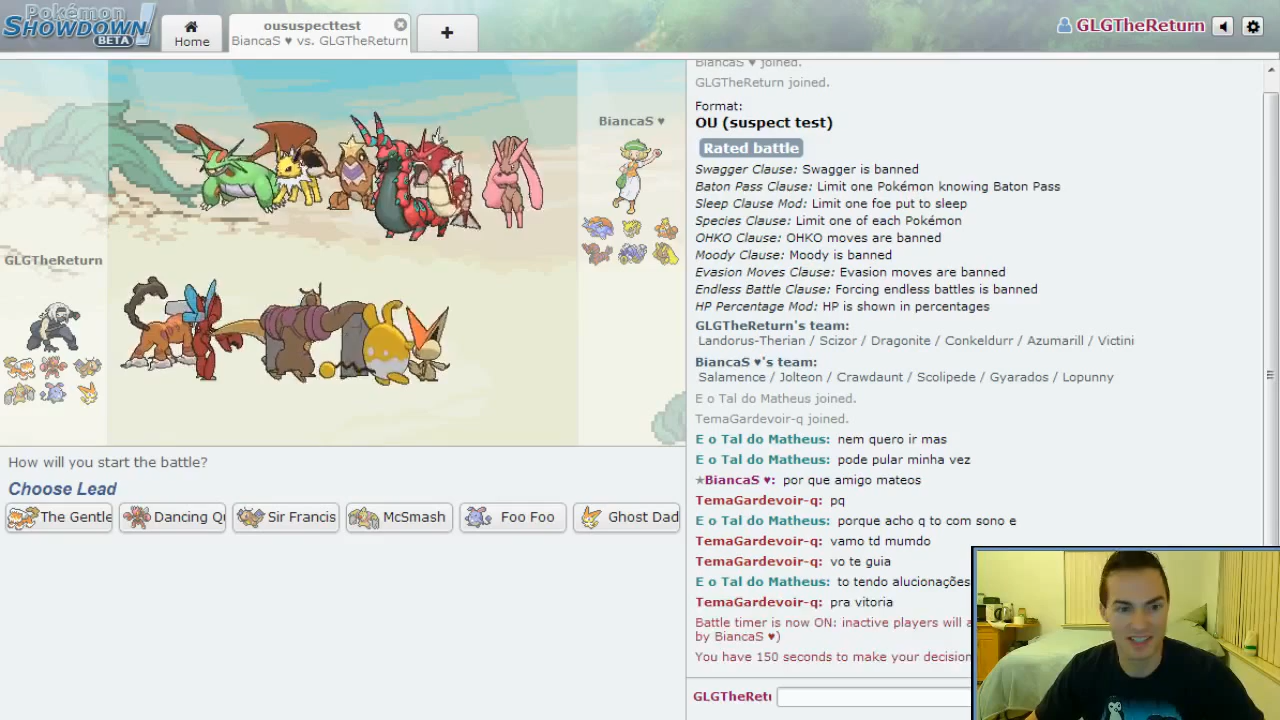 Pokémon
SHOWDOWN!
BETA
Home
oususpecttest
BiancaS ♥ vs. GLGTheReturn
+
GLGTheReturn
BiancaS ♥
GLGTheReturn
How will you start the battle?
Choose Lead
The Gentle
Dancing Qu
Sir Francis
McSmash
Foo Foo
Ghost Dad
BiancaS ♥ joined.
GLGTheReturn joined.
Format:
OU (suspect test)
Rated battle
Swagger Clause: Swagger is banned
Baton Pass Clause: Limit one Pokémon knowing Baton Pass
Sleep Clause Mod: Limit one foe put to sleep
Species Clause: Limit one of each Pokémon
OHKO Clause: OHKO moves are banned
Moody Clause: Moody is banned
Evasion Moves Clause: Evasion moves are banned
Endless Battle Clause: Forcing endless battles is banned
HP Percentage Mod: HP is shown in percentages
GLGTheReturn's team:
Landorus-Therian / Scizor / Dragonite / Conkeldurr / Azumarill / Victini
BiancaS ♥'s team:
Salamence / Jolteon / Crawdaunt / Scolipede / Gyarados / Lopunny
E o Tal do Matheus joined.
TemaGardevoir-q joined.
E o Tal do Matheus: nem quero ir mas
E o Tal do Matheus: pode pular minha vez
★BiancaS ♥: por que amigo mateos
TemaGardevoir-q: pq
E o Tal do Matheus: porque acho q to com sono e
TemaGardevoir-q: vamo td mumdo
TemaGardevoir-q: vo te guia
E o Tal do Matheus: to tendo alucionações
TemaGardevoir-q: pra vitoria
Battle timer is now ON: inactive players will a
by BiancaS ♥)
You have 150 seconds to make your decision
GLGTheRetu